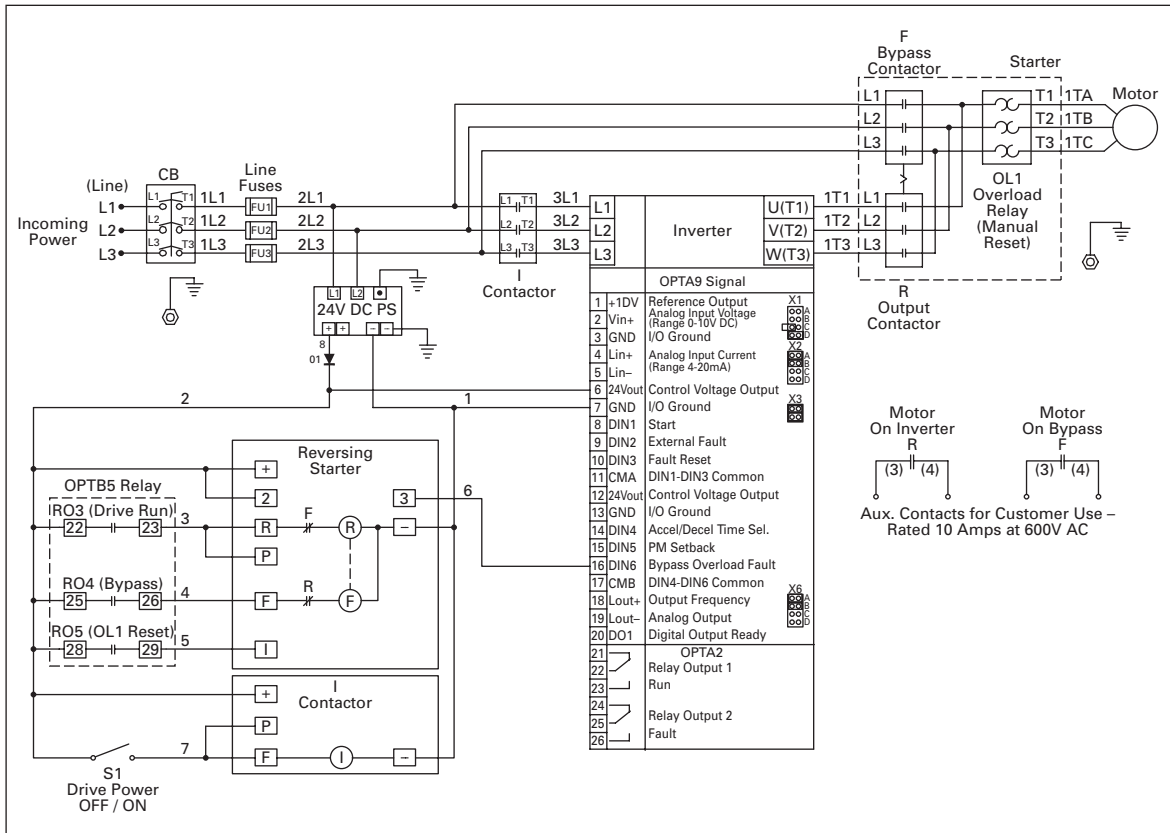 F
Bypass
Contactor
Starter
Motor
L1
L2
L3
T1 1TA
T2 1TB
T3 1TC
OL1
Overload
Relay
(Manual
Reset)
L1
L2
L3
R
Output
Contactor
(Line)
Incoming
Power
L1
L2
L3
CB
L1 T1
L2 T2
L3 T3
1L1
1L2
1L3
Line
Fuses
FU1
FU2
FU3
2L1
2L2
2L3
L1 T1
L2 T2
L3 T3
I
Contactor
3L1
3L2
3L3
L1
L2
L3
Inverter
U(T1)
V(T2)
W(T3)
1T1
1T2
1T3
L1 L2
24V DC PS
+ + – –
8
01
2
1
OPTA9 Signal
1 +1DV Reference Output
2 Vin+ Analog Input Voltage
(Range 0-10V DC)
3 GND I/O Ground
4 Lin+ Analog Input Current
(Range 4-20mA)
5 Lin–
6 24Vout Control Voltage Output
7 GND I/O Ground
8 DIN1 Start
9 DIN2 External Fault
10 DIN3 Fault Reset
11 CMA DIN1-DIN3 Common
12 24Vout Control Voltage Output
13 GND I/O Ground
14 DIN4 Accel/Decel Time Sel.
15 DIN5 PM Setback
16 DIN6 Bypass Overload Fault
17 CMB DIN4-DIN6 Common
18 Lout+ Output Frequency
19 Lout– Analog Output
20 DO1 Digital Output Ready
X1
A
B
C
D
X2
A
B
C
D
X3
X6
A
B
C
D
OPTA2
21
22 Relay Output 1
23 Run
24
25 Relay Output 2
26 Fault
OPTB5 Relay
RO3 (Drive Run)
22 23 3
RO4 (Bypass)
25 26 4
RO5 (OL1 Reset)
28 29 5
Reversing
Starter
+
2
R F R –
P
F R F
I
3 6
I
Contactor
+
P
F I –
7
S1
Drive Power
OFF / ON
Motor
On Inverter
R
(3) (4)
Motor
On Bypass
F
(3) (4)
Aux. Contacts for Customer Use –
Rated 10 Amps at 600V AC